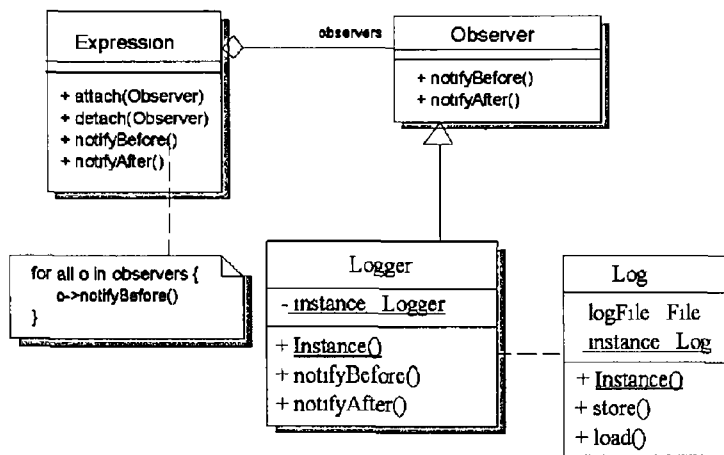 Expression
+ attach(Observer)
+ detach(Observer)
+ notifyBefore()
+ notifyAfter()
observers
Observer
+ notifyBefore()
+ notifyAfter()
for all o in observers {
o->notifyBefore()
}
Logger
- instance Logger
+ Instance()
+ notifyBefore()
+ notifyAfter()
Log
logFile File
instance Log
+ Instance()
+ store()
+ load()